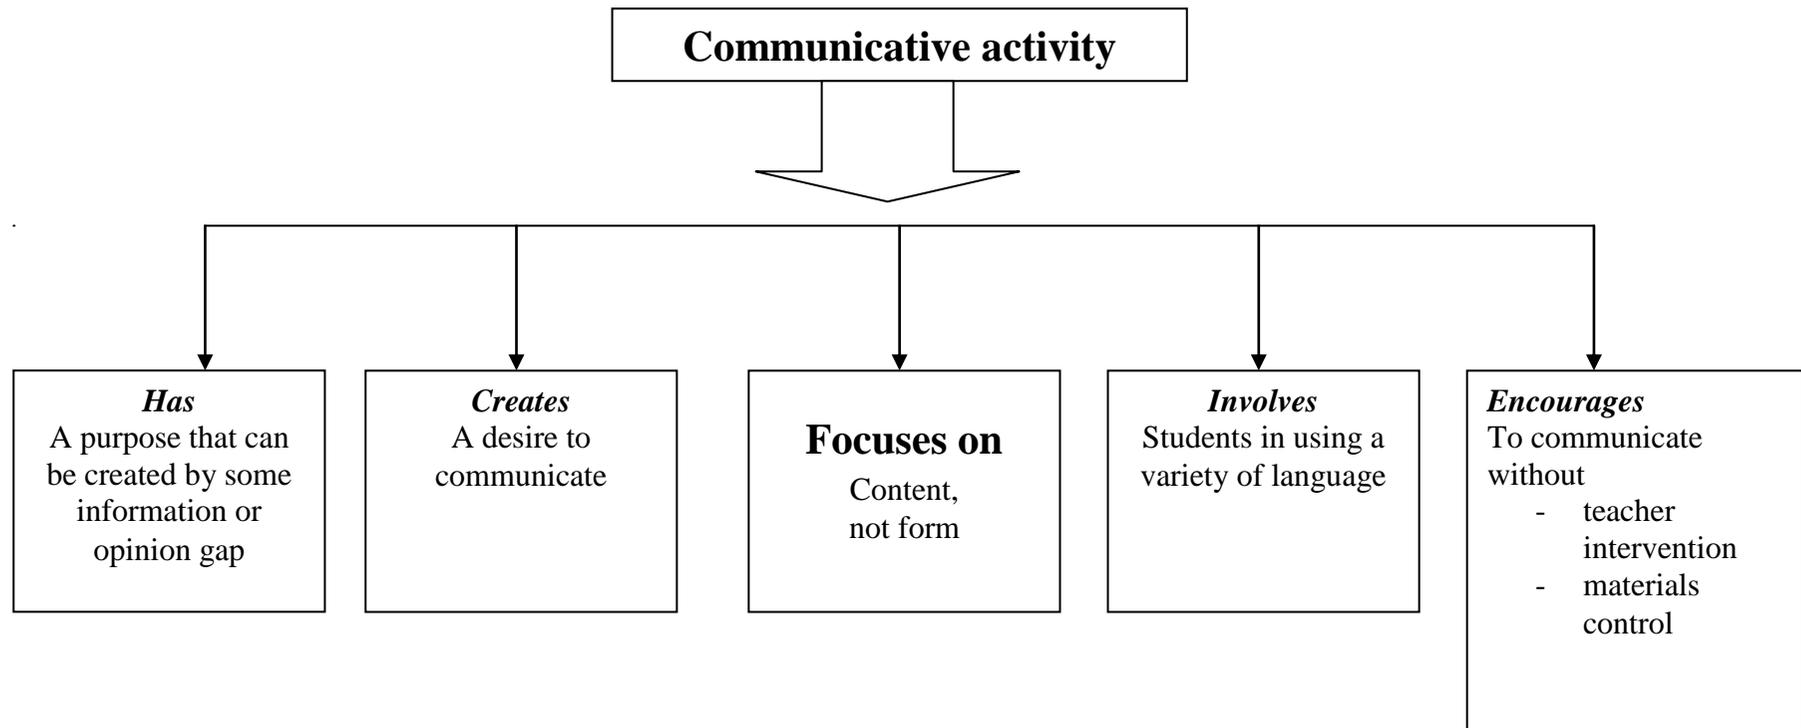 Communicative activity
Has
A purpose that can
be created by some
information or
opinion gap
Creates
A desire to
communicate
Focuses on
Content,
not form
Involves
Students in using a
variety of language
Encourages
To communicate
without
- teacher
intervention
- materials
control